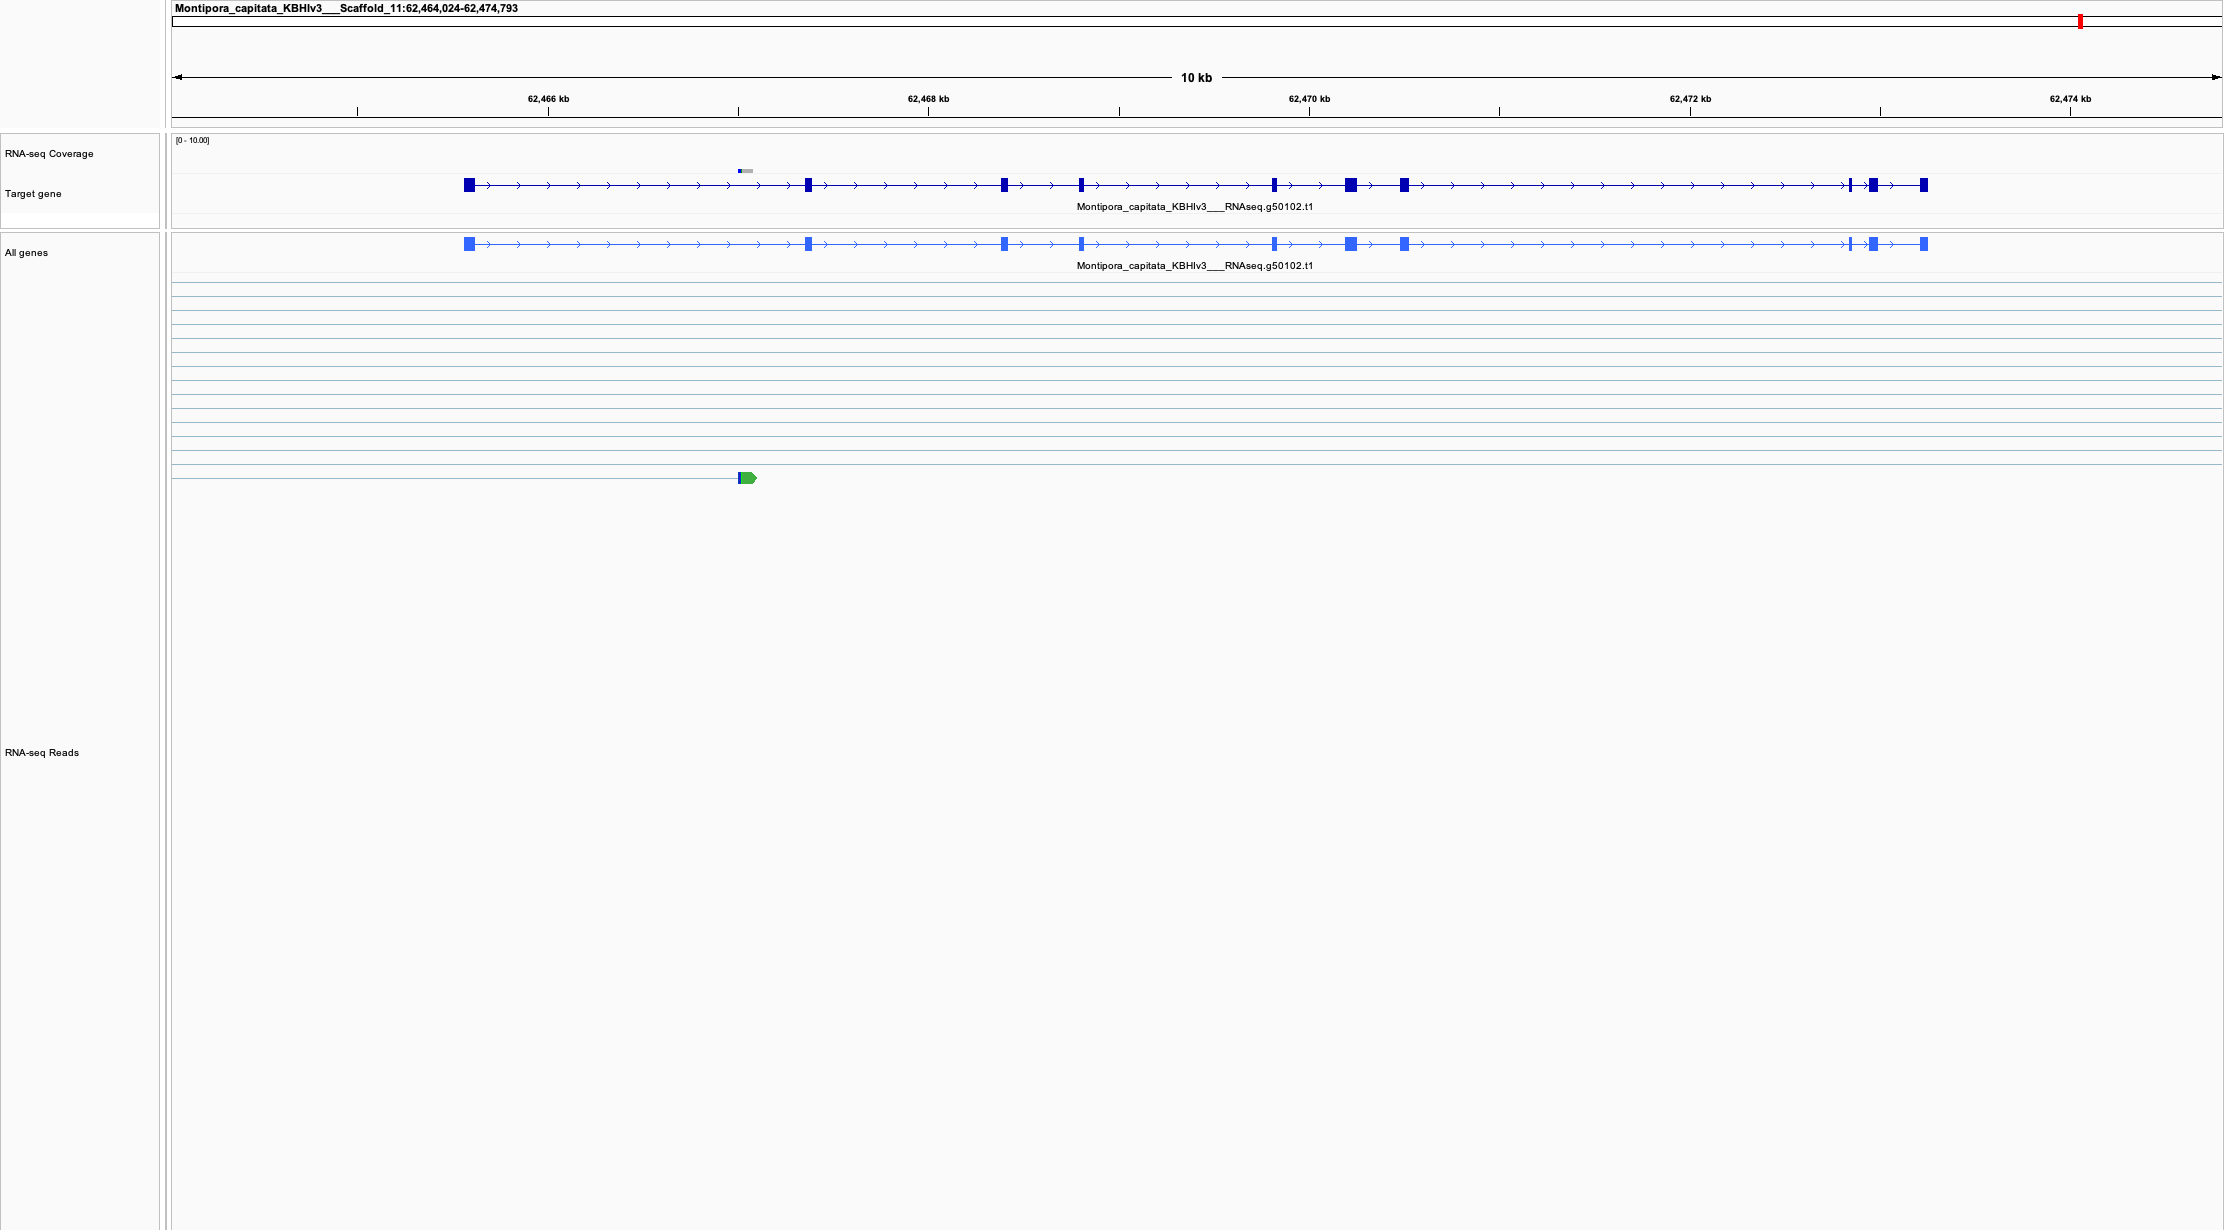 Montipora_capitata_KBHIv3___Scaffold_11:62,464,024-62,474,793
10 kb
62,466 kb 62,468 kb 62,470 kb 62,472 kb 62,474 kb
[0 - 10.00]
RNA-seq Coverage
Target gene
Montipora_capitata_KBHIv3___RNAseq.g50102.t1
All genes
Montipora_capitata_KBHIv3___RNAseq.g50102.t1
RNA-seq Reads